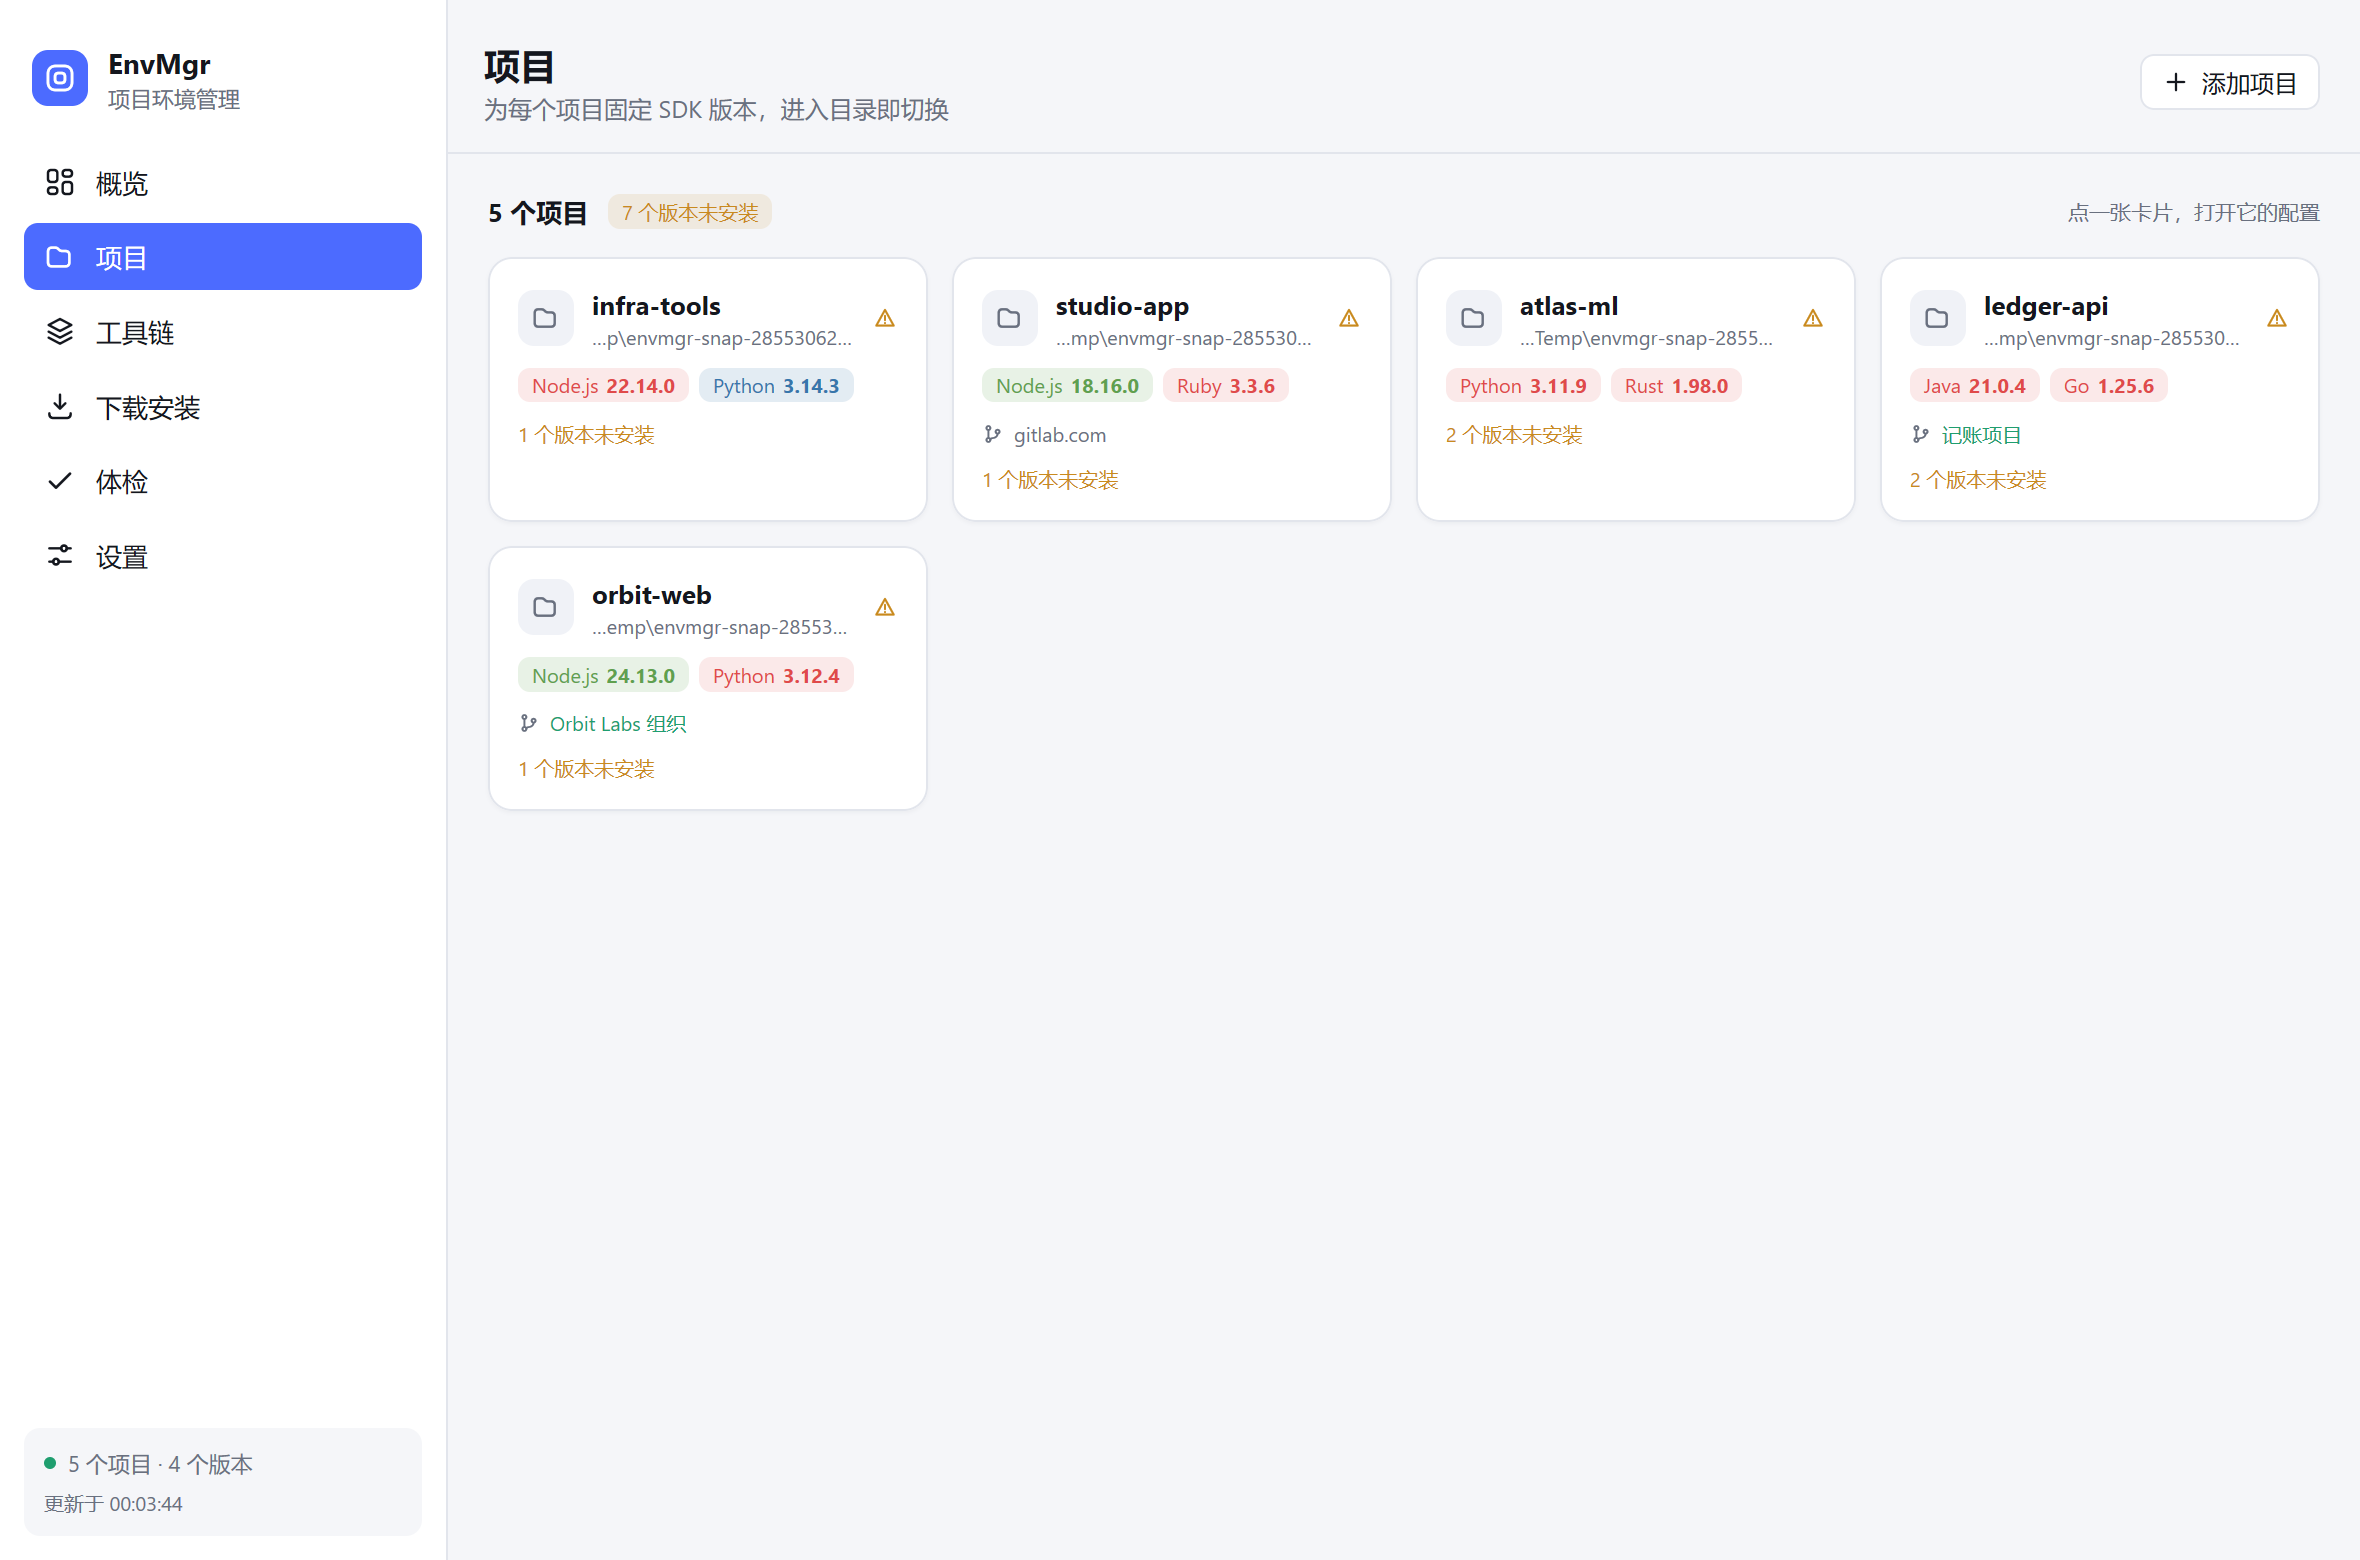 EnvMgr
项目环境管理
概览
项目
工具链
下载安装
体检
设置
5 个项目 · 4 个版本
更新于 00:03:44
项目
为每个项目固定 SDK 版本，进入目录即切换
添加项目
5 个项目
7 个版本未安装
点一张卡片，打开它的配置
infra-tools
...p\envmgr-snap-28553062...
Node.js 22.14.0
Python 3.14.3
1 个版本未安装
studio-app
...mp\envmgr-snap-285530...
Node.js 18.16.0
Ruby 3.3.6
gitlab.com
1 个版本未安装
atlas-ml
...Temp\envmgr-snap-2855...
Python 3.11.9
Rust 1.98.0
2 个版本未安装
ledger-api
...mp\envmgr-snap-285530...
Java 21.0.4
Go 1.25.6
记账项目
2 个版本未安装
orbit-web
...emp\envmgr-snap-28553...
Node.js 24.13.0
Python 3.12.4
Orbit Labs 组织
1 个版本未安装